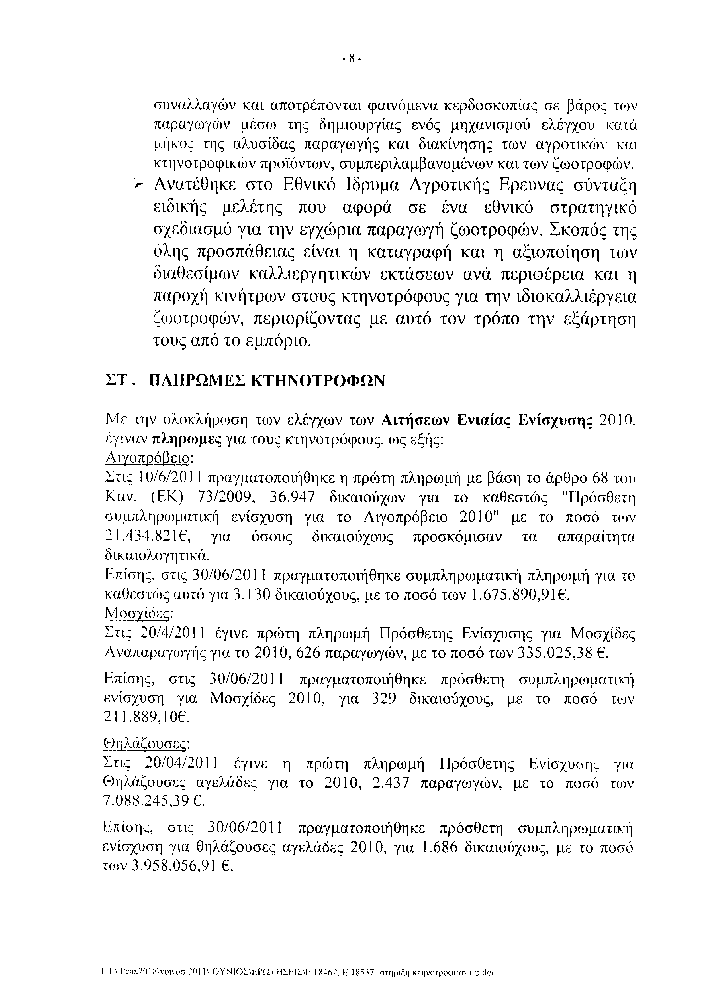 - 8 -
συναλλαγών και αποτρέπονται φαινόμενα κερδοσκοπίας σε βάρος των
παραγωγών μέσω της δημιουργίας ενός μηχανισμού ελέγχου κατά
μήκος της αλυσίδας παραγωγής και διακίνησης των αγροτικών και
κτηνοτροφικών προϊόντων, συμπεριλαμβανομένων και των ζωοτροφών.
➢ Ανατέθηκε στο Εθνικό Ιδρυμα Αγροτικής Ερευνας σύνταξη
ειδικής μελέτης που αφορά σε ένα εθνικό στρατηγικό
σχεδιασμό για την εγχώρια παραγωγή ζωοτροφών. Σκοπός της
όλης προσπάθειας είναι η καταγραφή και η αξιοποίηση των
διαθεσίμων καλλιεργητικών εκτάσεων ανά περιφέρεια και η
παροχή κινήτρων στους κτηνοτρόφους για την ιδιοκαλλιέργεια
ζωοτροφών, περιορίζοντας με αυτό τον τρόπο την εξάρτηση
τους από το εμπόριο.
ΣΤ. ΠΛΗΡΩΜΕΣ ΚΤΗΝΟΤΡΟΦΩΝ
Με την ολοκλήρωση των ελέγχων των Αιτήσεων Ενιαίας Ενίσχυσης 2010,
έγιναν πληρωμες για τους κτηνοτρόφους, ως εξής:
Αιγοπρόβειο:
Στις 10/6/2011 πραγματοποιήθηκε η πρώτη πληρωμή με βάση το άρθρο 68 του
Καν. (ΕΚ) 73/2009, 36.947 δικαιούχων για το καθεστώς "Πρόσθετη
συμπληρωματική ενίσχυση για το Αιγοπρόβειο 2010" με το ποσό των
21.434.821€, για όσους δικαιούχους προσκόμισαν τα απαραίτητα
δικαιολογητικά.
Επίσης, στις 30/06/2011 πραγματοποιήθηκε συμπληρωματική πληρωμή για το
καθεστώς αυτό για 3.130 δικαιούχους, με το ποσό των 1.675.890,91€.
Μοσχίδες:
Στις 20/4/2011 έγινε πρώτη πληρωμή Πρόσθετης Ενίσχυσης για Μοσχίδες
Αναπαραγωγής για το 2010, 626 παραγωγών, με το ποσό των 335.025,38 €.
Επίσης, στις 30/06/2011 πραγματοποιήθηκε πρόσθετη συμπληρωματική
ενίσχυση για Μοσχίδες 2010, για 329 δικαιούχους, με το ποσό των
211.889,10€.
Θηλάζουσες:
Στις 20/04/2011 έγινε η πρώτη πληρωμή Πρόσθετης Ενίσχυσης για
Θηλάζουσες αγελάδες για το 2010, 2.437 παραγωγών, με το ποσό των
7.088.245,39 €.
Επίσης, στις 30/06/2011 πραγματοποιήθηκε πρόσθετη συμπληρωματική
ενίσχυση για θηλάζουσες αγελάδες 2010, για 1.686 δικαιούχους, με το ποσό
των 3.958.056,91 €.
\\Pcax2018\κοινοσ\2011\ΙΟΥΝΙΟΣ\ΕΡΩΤΗΣΕΙΣ\Ε 18462. Ε 18537 -στηριξη κτηνοτροφιασ-υφ.doc